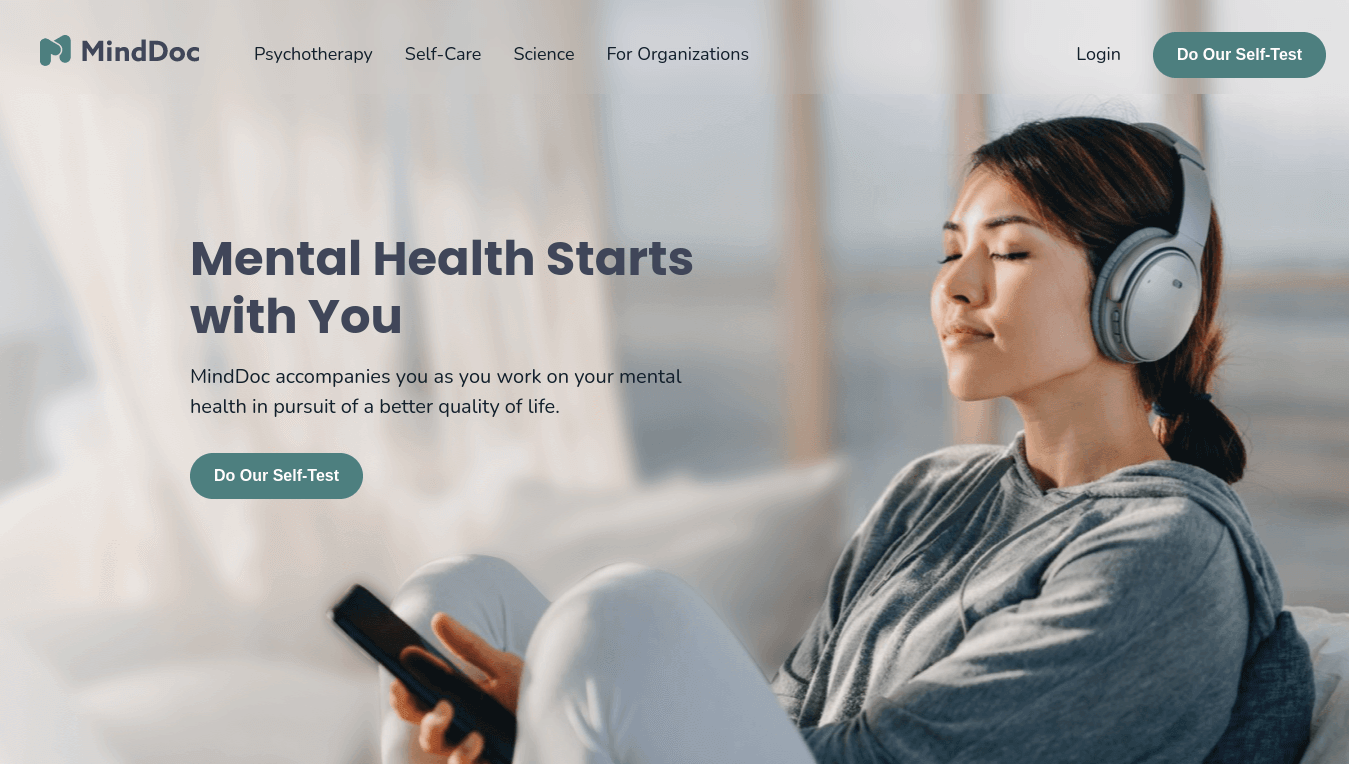 MindDoc
Psychotherapy
Self-Care
Science
For Organizations
Login
Do Our Self-Test
Mental Health Starts
with You
MindDoc accompanies you as you work on your mental
health in pursuit of a better quality of life.
Do Our Self-Test